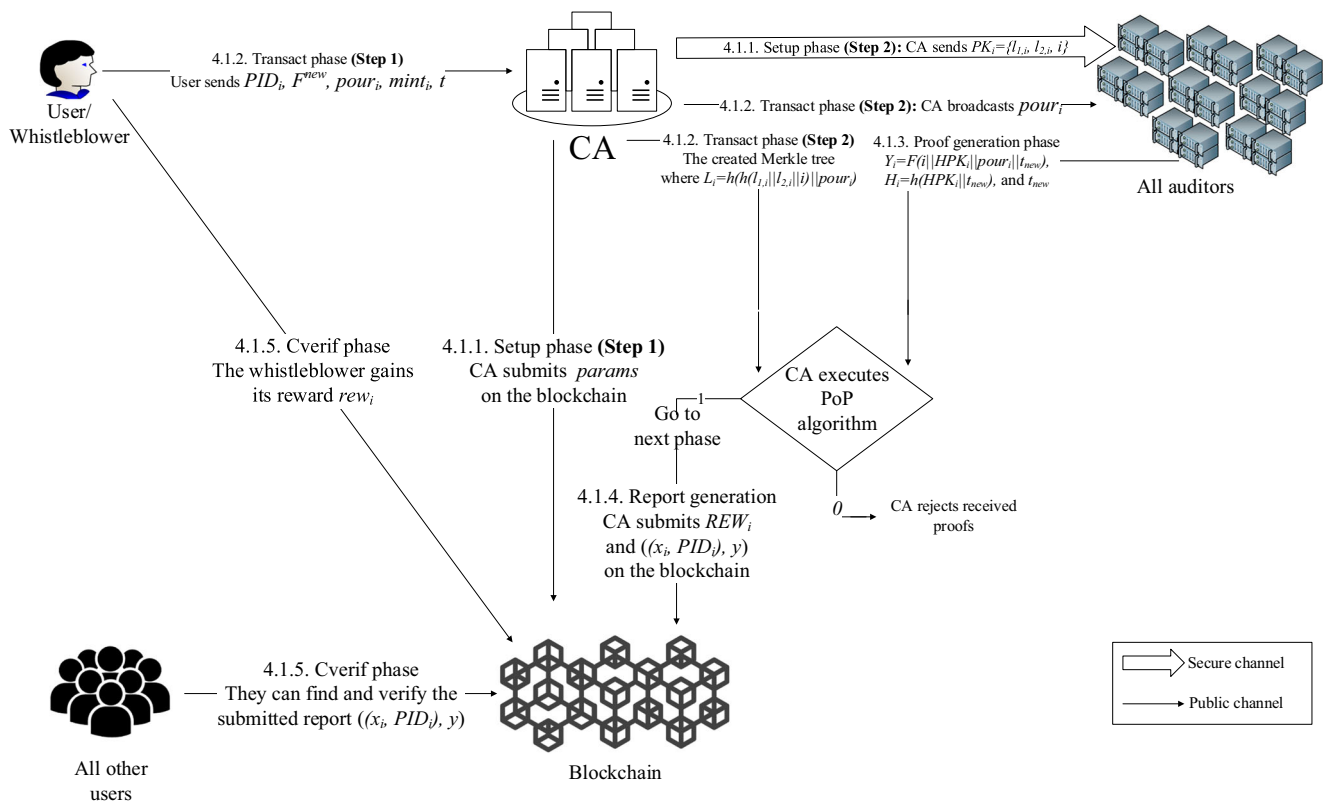 4.1.2. Transact phase (Step 1)
User sends PIDᵢ, Fⁿᵉʷ, pourᵢ, mintᵢ, t
User/
Whistleblower
CA
4.1.1. Setup phase (Step 2): CA sends PKᵢ={l₁,ᵢ, l₂,ᵢ, i}
4.1.2. Transact phase (Step 2): CA broadcasts pourᵢ
4.1.2. Transact phase (Step 2)
The created Merkle tree
where Lᵢ=h(h(l₁,ᵢ||l₂,ᵢ||i)||pourᵢ)
4.1.3. Proof generation phase
Yᵢ=F(i||HPKᵢ||pourᵢ||tₙₑw),
Hᵢ=h(HPKᵢ||tₙₑw), and tₙₑw
All auditors
4.1.5. Cverif phase
The whistleblower gains
its reward rewᵢ
4.1.1. Setup phase (Step 1)
CA submits params
on the blockchain
CA executes
PoP
algorithm
1
Go to
next phase
4.1.4. Report generation
CA submits REWᵢ
and ((xᵢ, PIDᵢ), y)
on the blockchain
0
CA rejects received
proofs
4.1.5. Cverif phase
They can find and verify the
submitted report ((xᵢ, PIDᵢ), y)
All other
users
Blockchain
Secure channel
Public channel